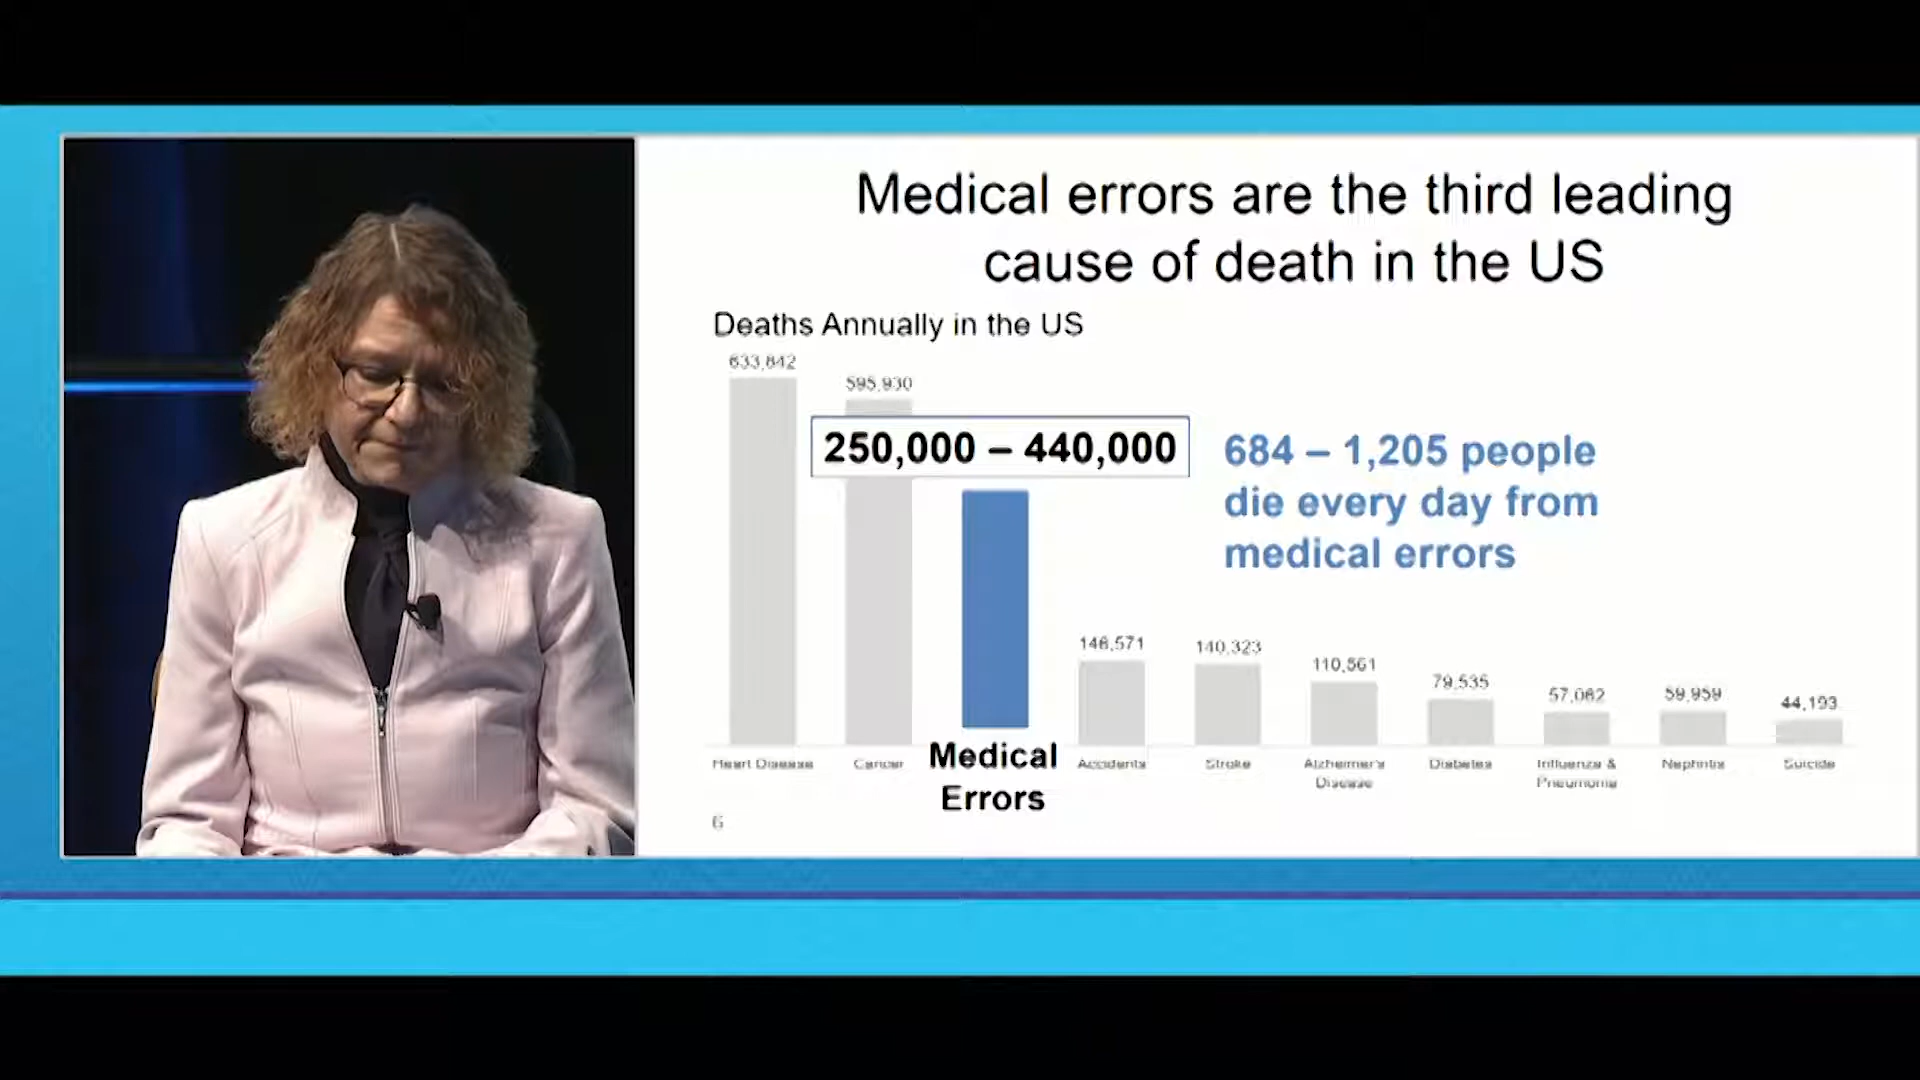 Medical errors are the third leading
cause of death in the US
Deaths Annually in the US
633,842
595,930
250,000 – 440,000
684 – 1,205 people
die every day from
medical errors
146,571
140,323
110,561
79,535
57,062
59,959
44,193
Heart Disease
Cancer
Medical
Errors
Accidents
Stroke
Alzheimer's
Disease
Diabetes
Influenza &
Pneumonia
Nephritis
Suicide
6